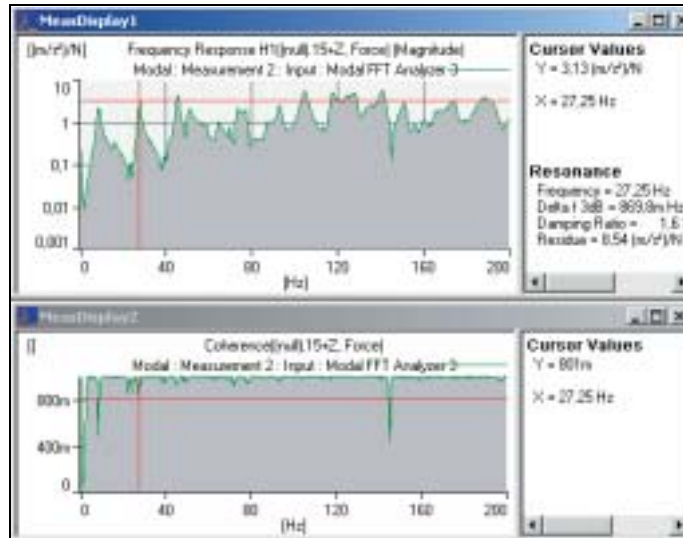 MeasDisplay1
[(m/s²)/N]
Frequency Response H1((null).15+Z, Force) (Magnitude)
Modal : Measurement 2 : Input : Modal FFT Analyzer 3
10
1
0,1
0,01
0,001
0 40 80 120 160 200
[Hz]
Cursor Values
Y = 3,13 (m/s²)/N
X = 27,25 Hz
Resonance
Frequency = 27,25 Hz
Delta f 3dB = 869,8m Hz
Damping Ratio = 1,6
Residue = 8,54 (m/s²)/N
MeasDisplay2
[]
Coherence((null).15+Z, Force)
Modal : Measurement 2 : Input : Modal FFT Analyzer 3
800m
400m
0
0 40 80 120 160 200
[Hz]
Cursor Values
Y = 801m
X = 27,25 Hz